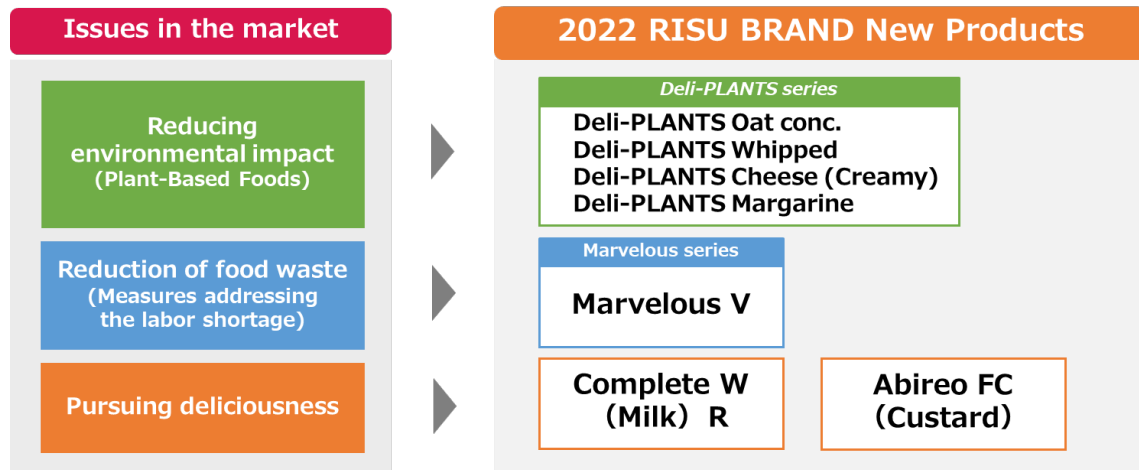 Issues in the market
2022 RISU BRAND New Products
Reducing
environmental impact
(Plant-Based Foods)
Deli-PLANTS series
Deli-PLANTS Oat conc.
Deli-PLANTS Whipped
Deli-PLANTS Cheese (Creamy)
Deli-PLANTS Margarine
Reduction of food waste
(Measures addressing
the labor shortage)
Marvelous series
Marvelous V
Pursuing deliciousness
Complete W
（Milk）R
Abireo FC
（Custard）